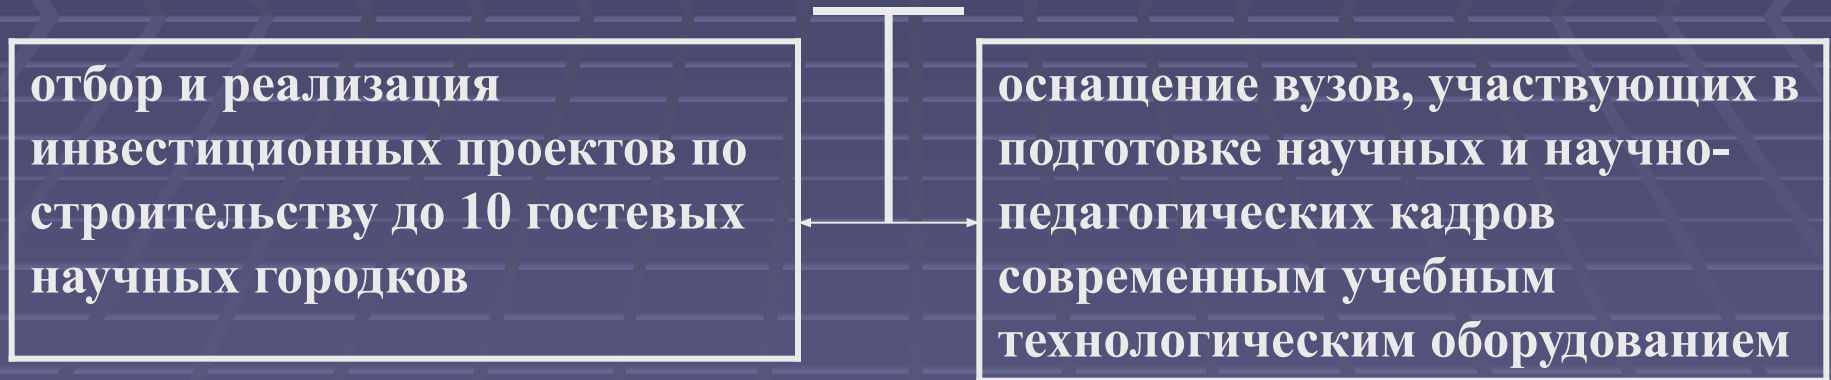 отбор и реализация
инвестиционных проектов по
строительству до 10 гостевых
научных городков
оснащение вузов, участвующих в
подготовке научных и научно-
педагогических кадров
современным учебным
технологическим оборудованием